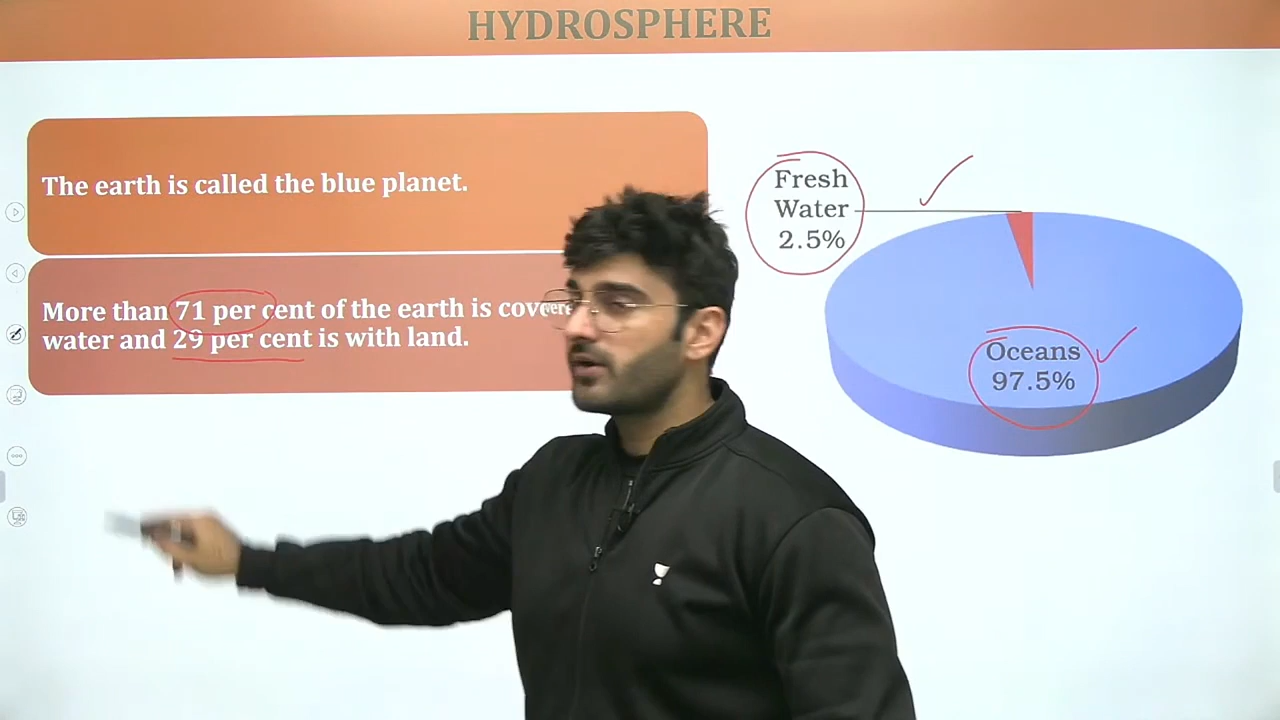 HYDROSPHERE
The earth is called the blue planet.
More than 71 per cent of the earth is covere
water and 29 per cent is with land.
Fresh
Water
2.5%
Oceans
97.5%